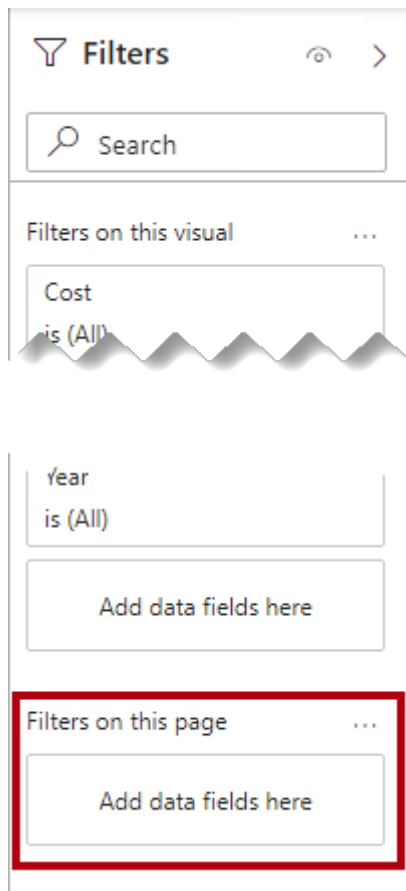 Filters
Search
Filters on this visual
Cost
is (All)
Year
is (All)
Add data fields here
Filters on this page
Add data fields here